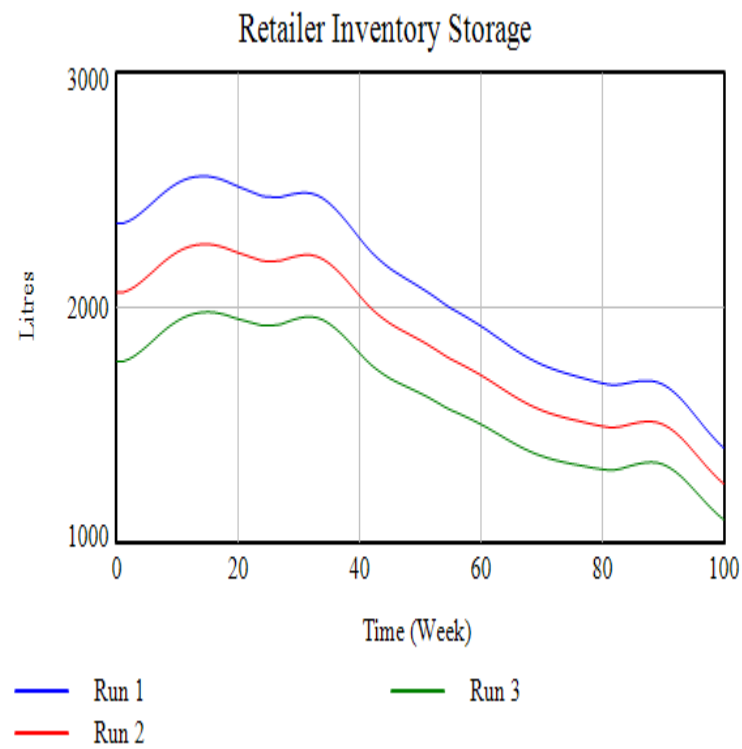 Retailer Inventory Storage
3000
Litres
2000
1000
0 20 40 60 80 100
Time (Week)
Run 1 Run 3
Run 2